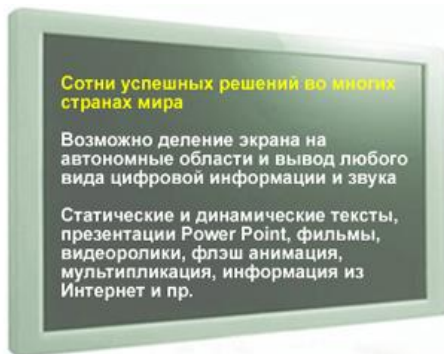 Сотни успешных решений во многих
странах мира
Возможно деление экрана на
автономные области и вывод любого
вида цифровой информации и звука
Статические и динамические тексты,
презентации Power Point, фильмы,
видеоролики, флэш анимация,
мультипликация, информация из
Интернет и пр.